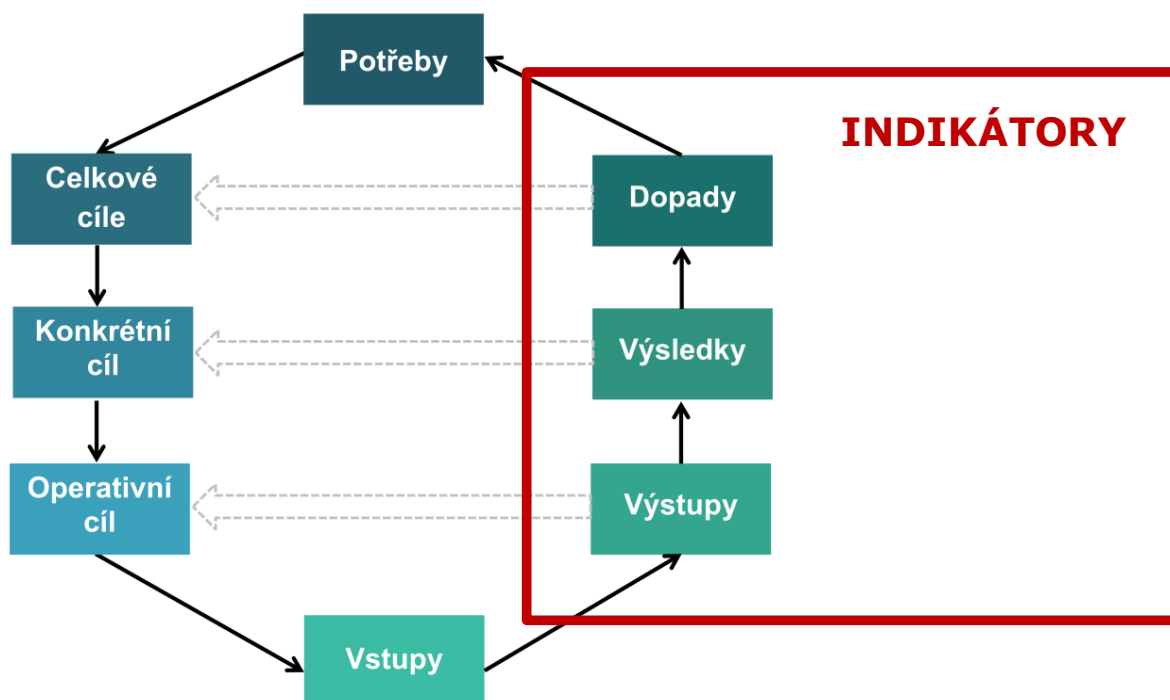 Potřeby
INDIKÁTORY
Celkové
cíle
Dopady
Konkrétní
cíl
Výsledky
Operativní
cíl
Výstupy
Vstupy